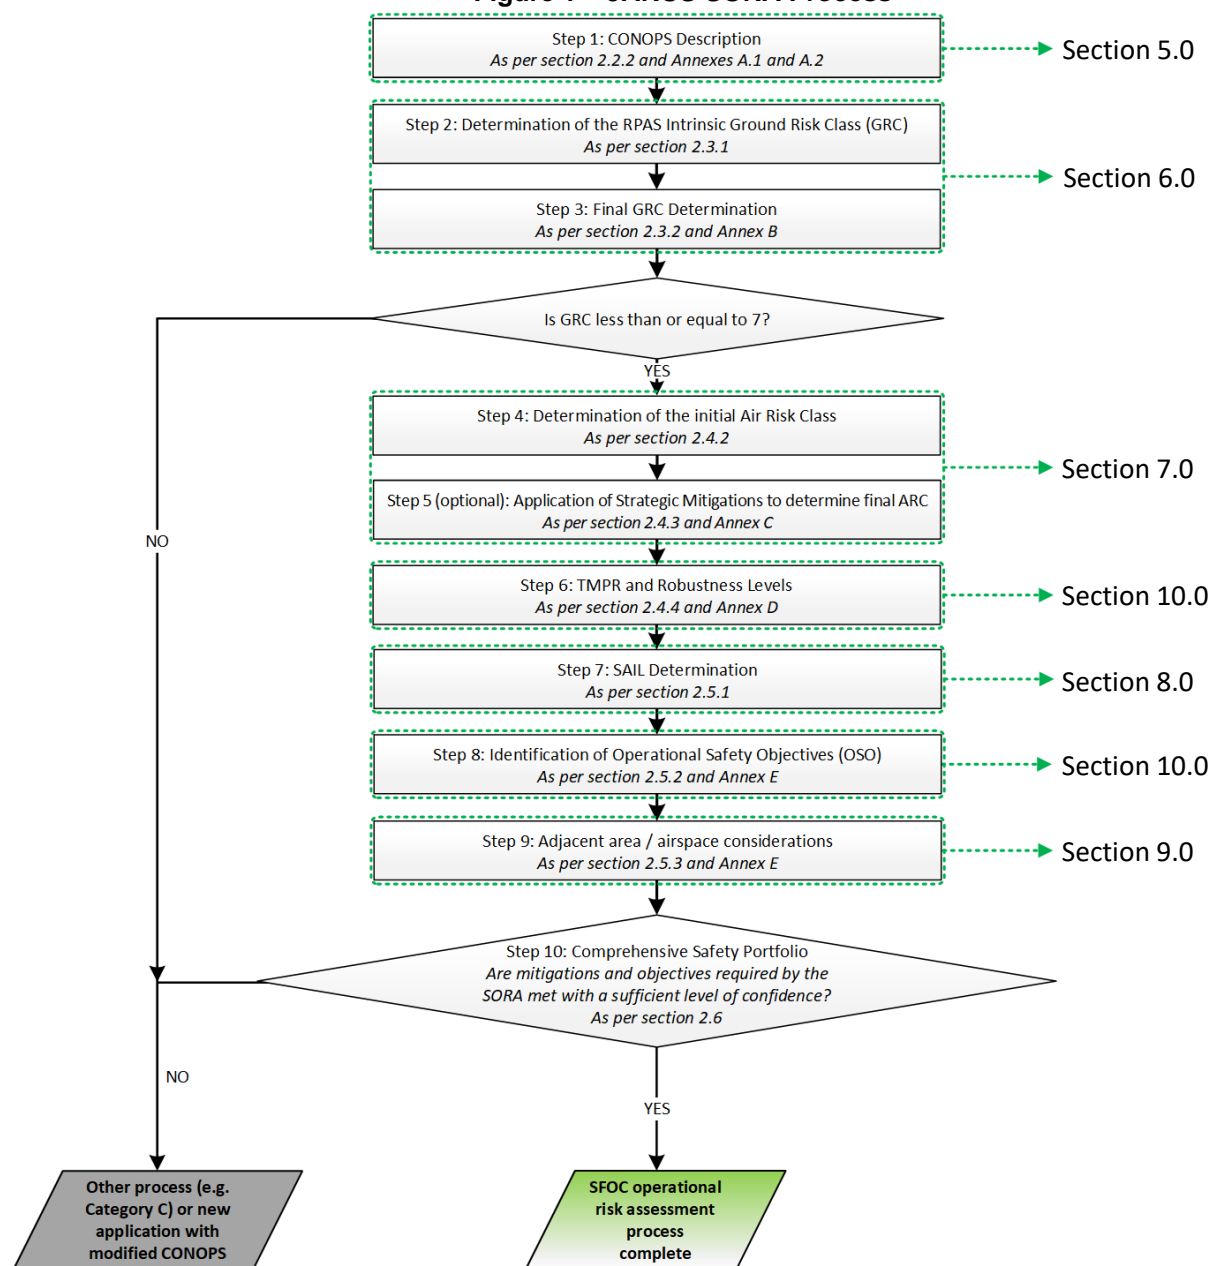 Step 1: CONOPS Description
As per section 2.2.2 and Annexes A.1 and A.2
Section 5.0
Step 2: Determination of the RPAS Intrinsic Ground Risk Class (GRC)
As per section 2.3.1
Section 6.0
Step 3: Final GRC Determination
As per section 2.3.2 and Annex B
Is GRC less than or equal to 7?
YES
Step 4: Determination of the initial Air Risk Class
As per section 2.4.2
Section 7.0
Step 5 (optional): Application of Strategic Mitigations to determine final ARC
As per section 2.4.3 and Annex C
NO
Step 6: TMPR and Robustness Levels
As per section 2.4.4 and Annex D
Section 10.0
Step 7: SAIL Determination
As per section 2.5.1
Section 8.0
Step 8: Identification of Operational Safety Objectives (OSO)
As per section 2.5.2 and Annex E
Section 10.0
Step 9: Adjacent area / airspace considerations
As per section 2.5.3 and Annex E
Section 9.0
Step 10: Comprehensive Safety Portfolio
Are mitigations and objectives required by the
SORA met with a sufficient level of confidence?
As per section 2.6
NO
YES
Other process (e.g.
Category C) or new
application with
modified CONOPS
SFOC operational
risk assessment
process
complete